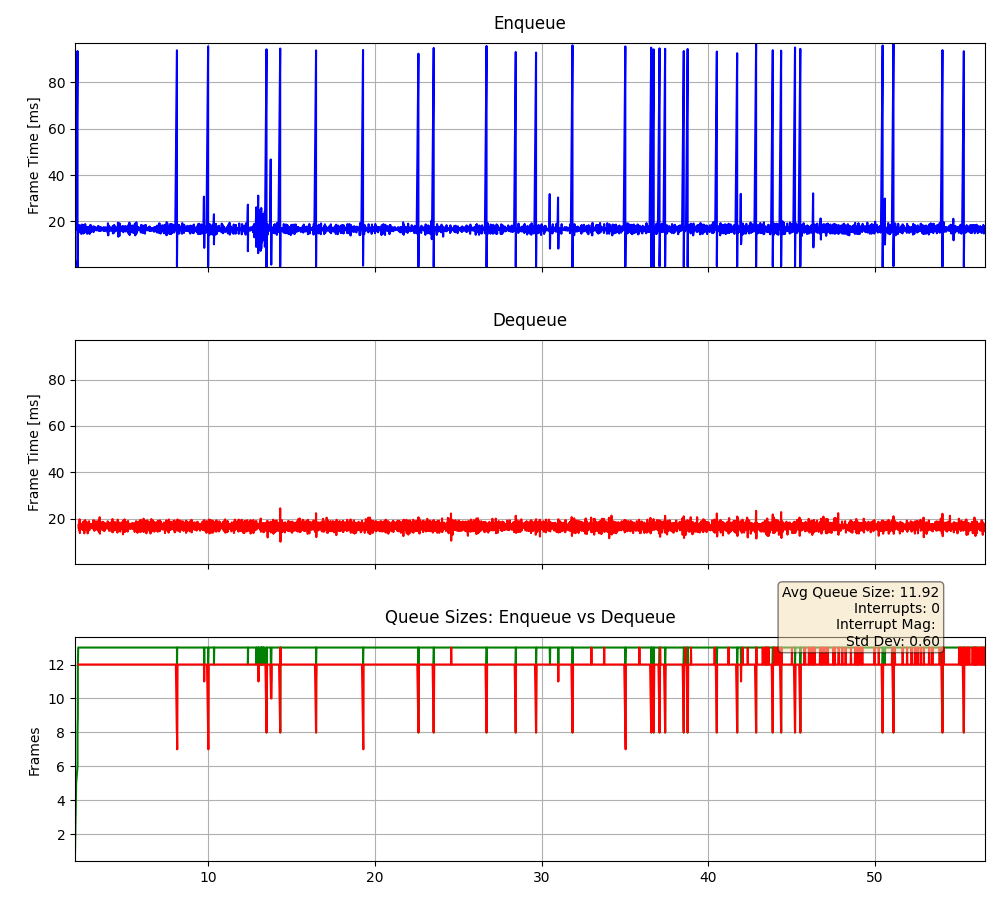 Enqueue
Frame Time [ms]
80
60
40
20
Dequeue
Frame Time [ms]
80
60
40
20
Avg Queue Size: 11.92
Interrupts: 0
Interrupt Mag:
Std Dev: 0.60
Queue Sizes: Enqueue vs Dequeue
Frames
12
10
8
6
4
2
10 20 30 40 50